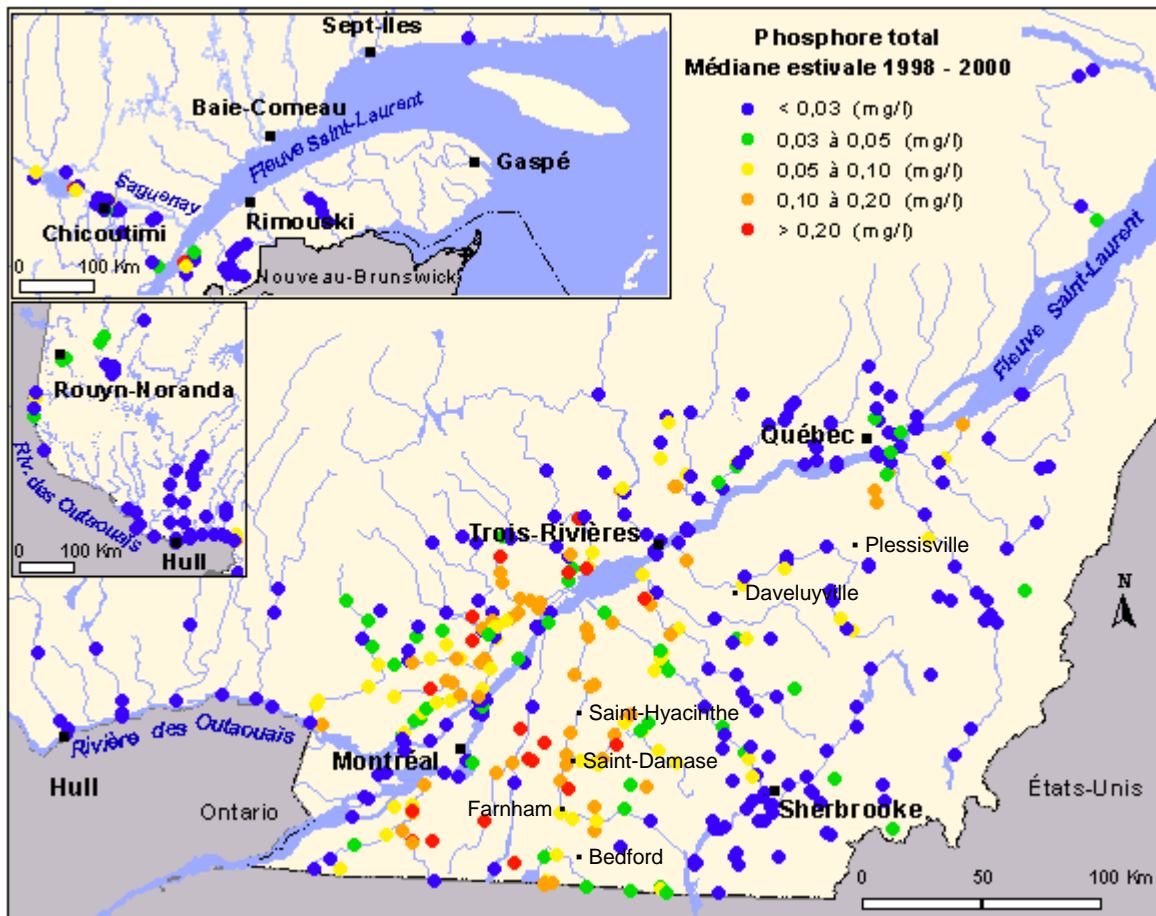 Phosphore total
Médiane estivale 1998 - 2000
< 0,03 (mg/l)
0,03 à 0,05 (mg/l)
0,05 à 0,10 (mg/l)
0,10 à 0,20 (mg/l)
> 0,20 (mg/l)
Sept-Iles
Baie-Comeau
Fleuve Saint-Laurent
Gaspé
Saguenay
Rimouski
Chicoutimi
0 100 Km
Nouveau-Brunswick
Rouyn-Noranda
Riv. des Outaouais
0 100 Km
Hull
Fleuve Saint-Laurent
Québec
Trois-Rivières
Plessisville
Daveluyville
N
Saint-Hyacinthe
Rivière des Outaouais
Montréal
Saint-Damase
Hull
États-Unis
Ontario
Farnham
Sherbrooke
Bedford
0 50 100 Km